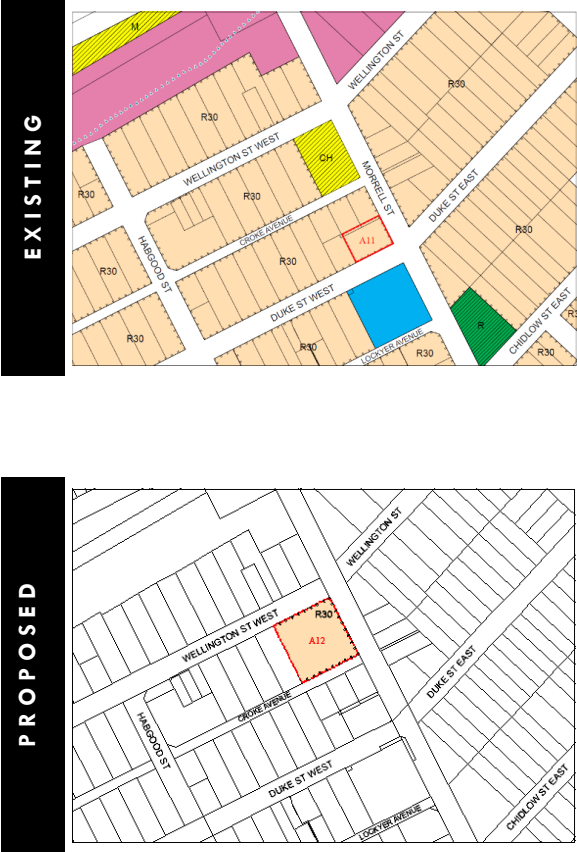 EXISTING
M
WELLINGTON ST
R30
R30
CH
WELLINGTON ST WEST
MORRELL ST
R30
R30
DUKE ST EAST
CROKE AVENUE
A11
R30
HABGOOD ST
R30
R30
DUKE ST WEST
R
R30
R30
LOCKYER AVENUE
R30
CHIDLOW ST EAST
R30
PROPOSED
WELLINGTON ST
R30
WELLINGTON ST WEST
A12
DUKE ST EAST
CROKE AVENUE
HABGOOD ST
DUKE ST WEST
CHIDLOW ST EAST
LOCKYER AVENUE